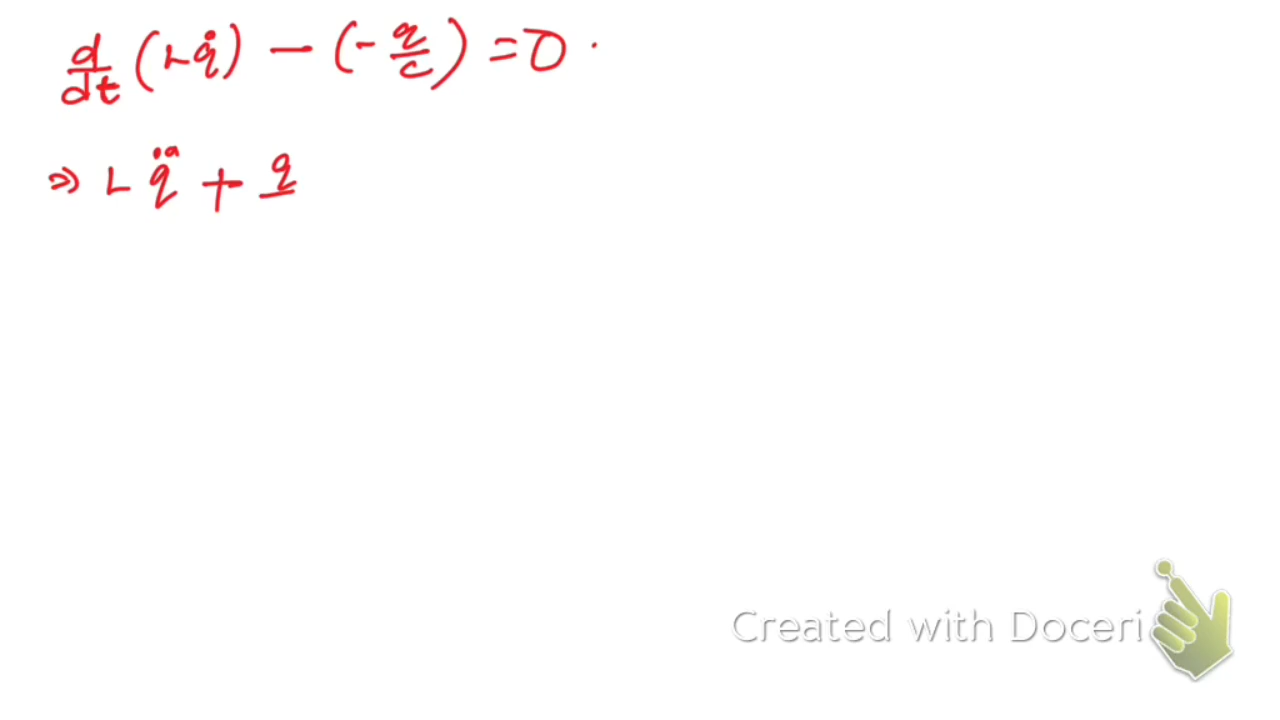 d/dt (Lq̇) − (−q/c) = 0 .
⇒ Lq̈ + q
Created with Doceri